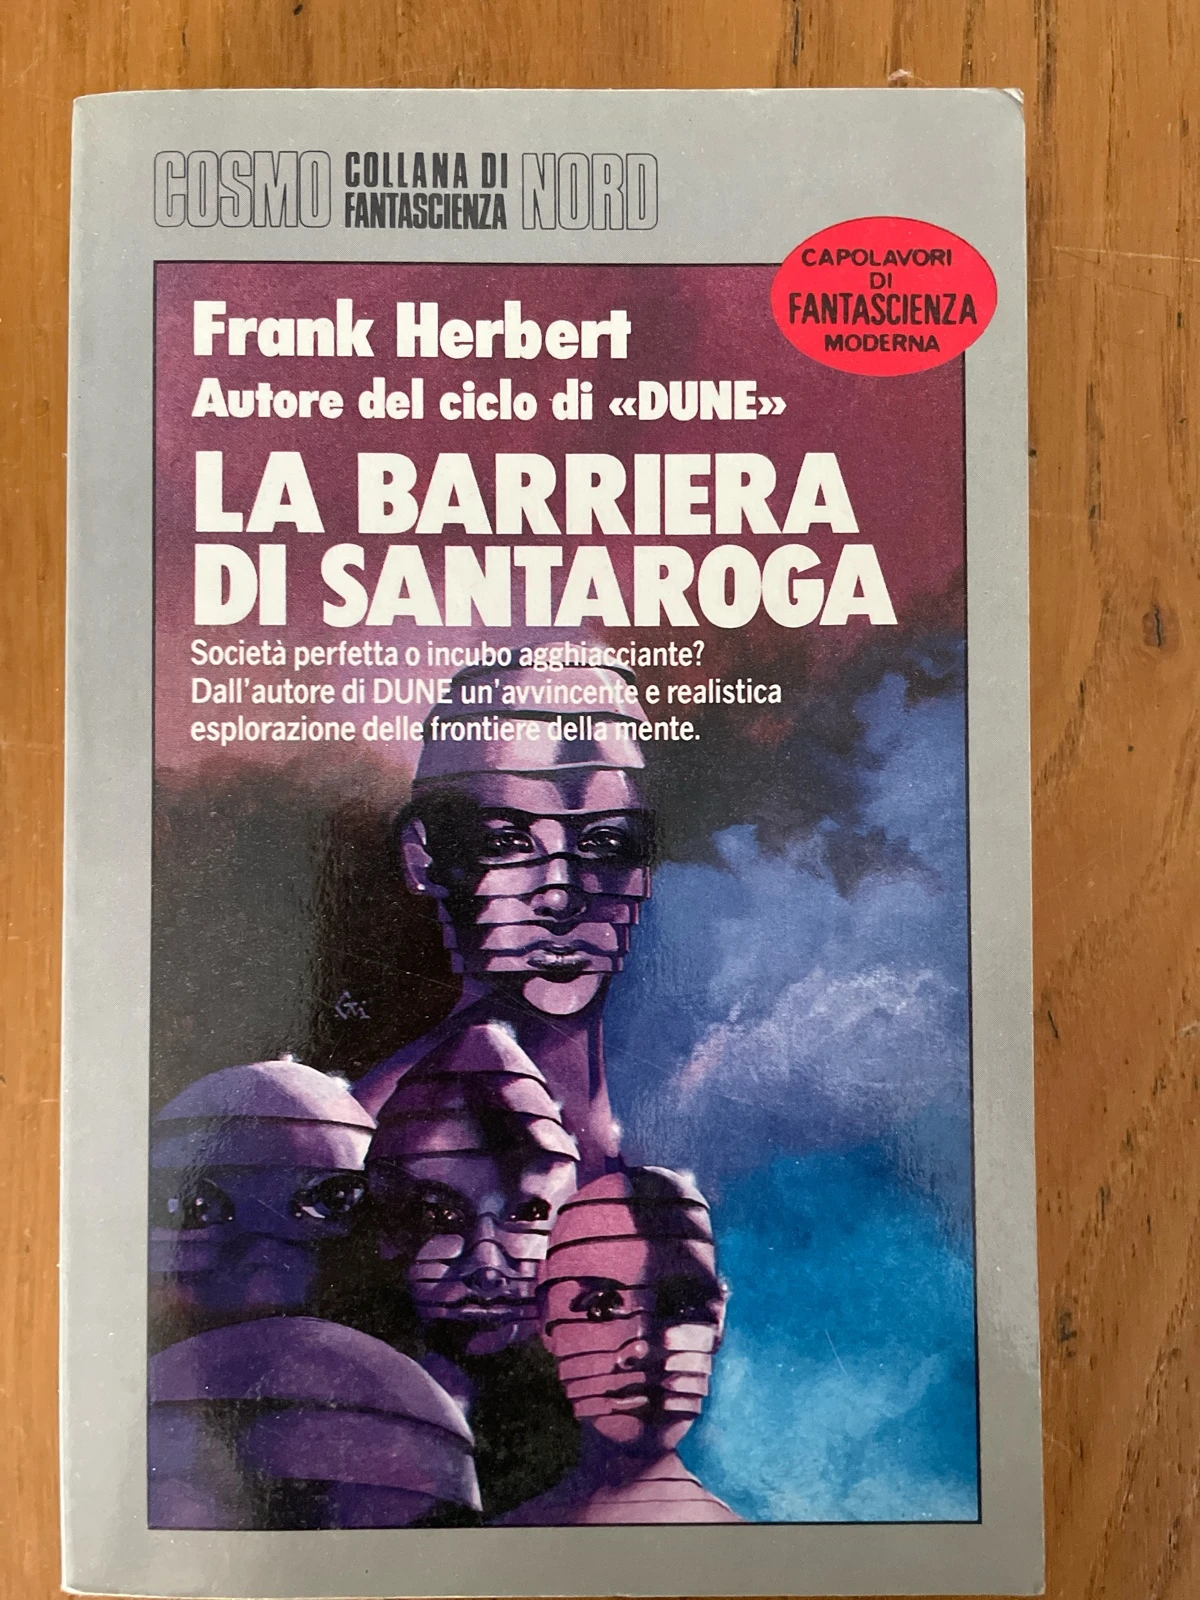 COSMO COLLANA DI FANTASCIENZA NORD
CAPOLAVORI
DI
FANTASCIENZA
MODERNA
Frank Herbert
Autore del ciclo di «DUNE»
LA BARRIERA
DI SANTAROGA
Società perfetta o incubo agghiacciante?
Dall'autore di DUNE un'avvincente e realistica
esplorazione delle frontiere della mente.